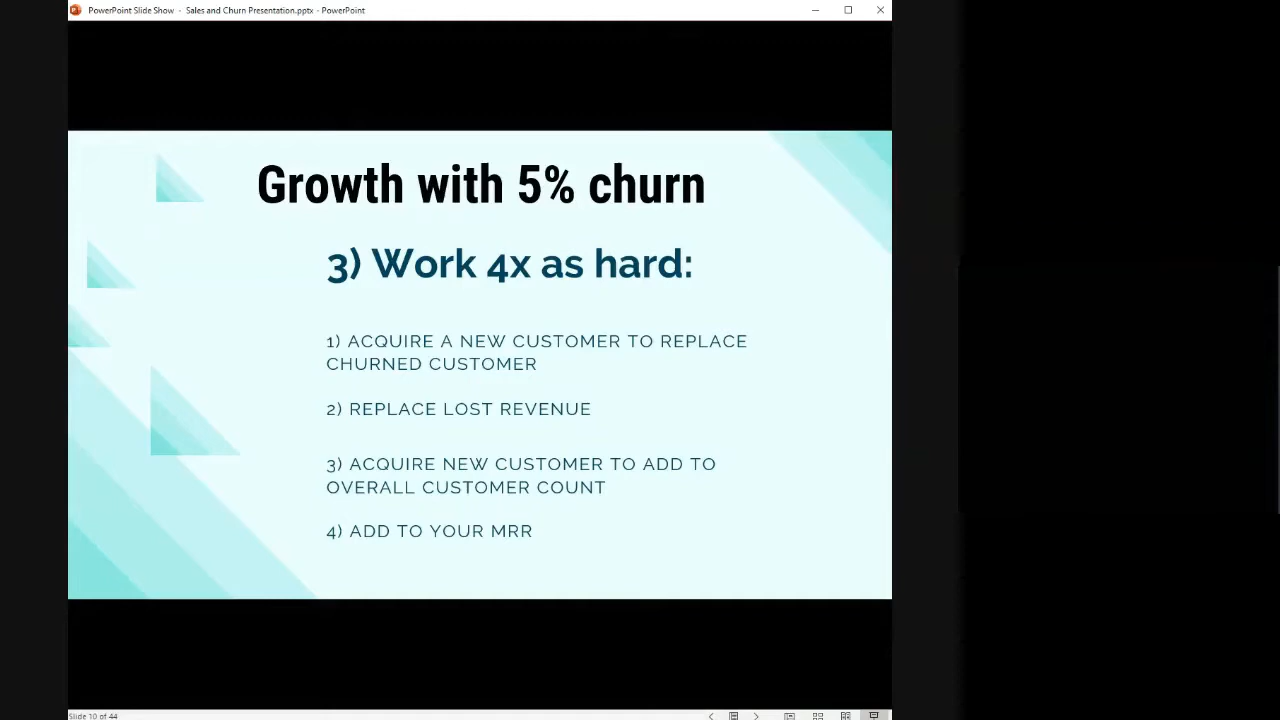 PowerPoint Slide Show - Sales and Churn Presentation.pptx - PowerPoint
Growth with 5% churn
3) Work 4x as hard:
1) ACQUIRE A NEW CUSTOMER TO REPLACE
CHURNED CUSTOMER
2) REPLACE LOST REVENUE
3) ACQUIRE NEW CUSTOMER TO ADD TO
OVERALL CUSTOMER COUNT
4) ADD TO YOUR MRR
Slide 10 of 44